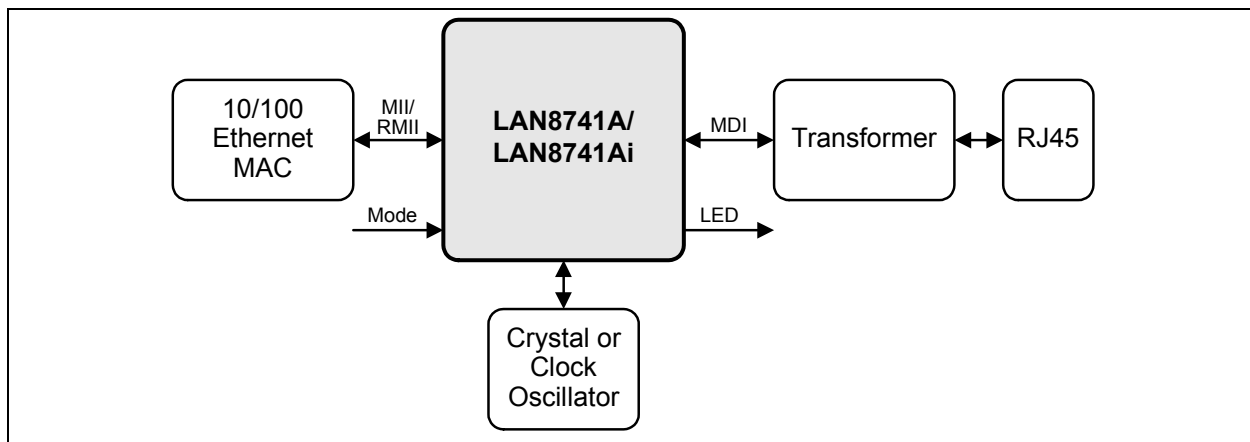 10/100
Ethernet
MAC
MII/
RMII
LAN8741A/
LAN8741Ai
MDI
Transformer
RJ45
Mode
LED
Crystal or
Clock
Oscillator